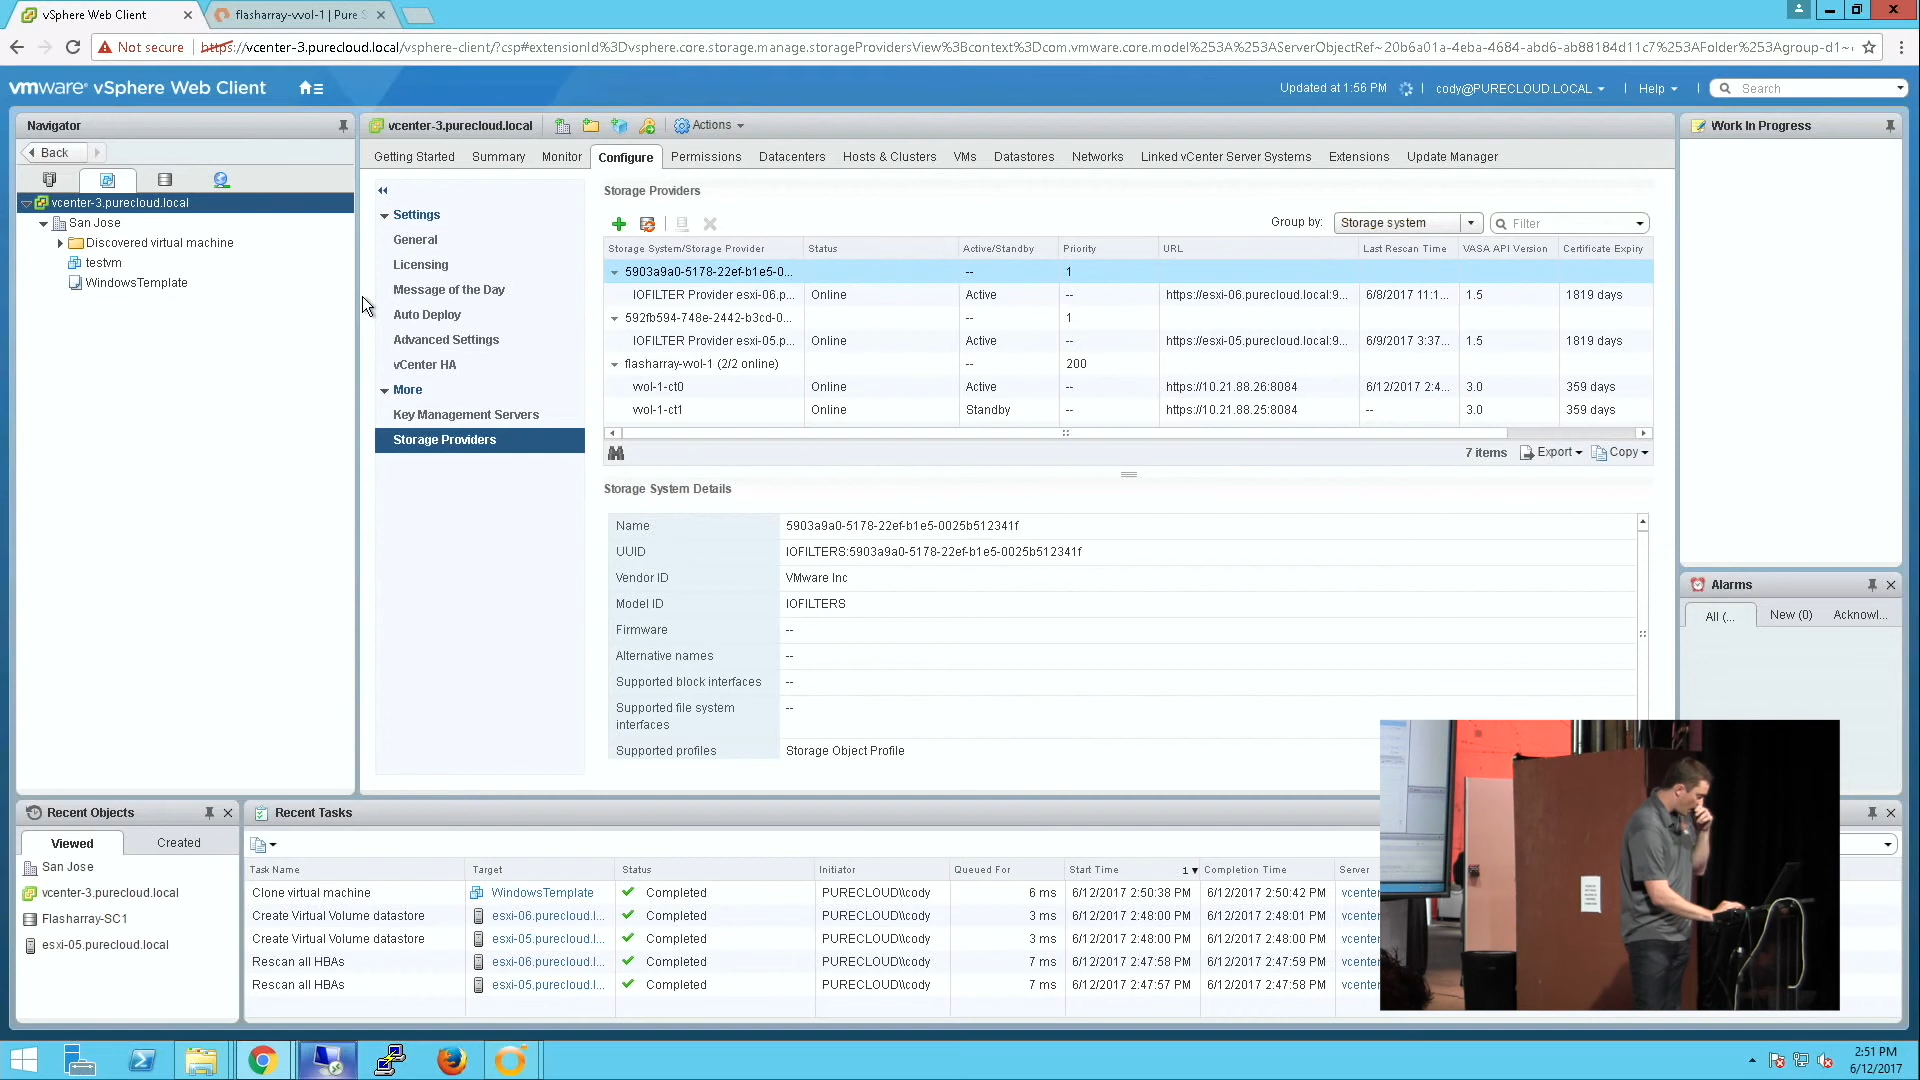 vSphere Web Client
flasharray-vvol-1 | Pure S
Not secure
https://vcenter-3.purecloud.local/vsphere-client/?csp#extensionId%3Dvsphere.core.storage.manage.storageProvidersView%3Bcontext%3Dcom.vmware.core.model%253A%253AServerObjectRef~20b6a01a-4eba-4684-abd6-ab88184d11c7%253AFolder%253Agroup-d1~
vmware® vSphere Web Client
Updated at 1:56 PM
cody@PURECLOUD.LOCAL
Help
Search
Navigator
Back
vcenter-3.purecloud.local
San Jose
Discovered virtual machine
testvm
WindowsTemplate
vcenter-3.purecloud.local
Actions
Getting Started Summary Monitor Configure Permissions Datacenters Hosts & Clusters VMs Datastores Networks Linked vCenter Server Systems Extensions Update Manager
Settings
General
Licensing
Message of the Day
Auto Deploy
Advanced Settings
vCenter HA
More
Key Management Servers
Storage Providers
Storage Providers
Group by: Storage system Filter
Storage System/Storage Provider Status Active/Standby Priority URL Last Rescan Time VASA API Version Certificate Expiry
5903a9a0-5178-22ef-b1e5-0... -- 1
IOFILTER Provider esxi-06.p... Online Active -- https://esxi-06.purecloud.local:9... 6/8/2017 11:1... 1.5 1819 days
592fb594-748e-2442-b3cd-0... -- 1
IOFILTER Provider esxi-05.p... Online Active -- https://esxi-05.purecloud.local:9... 6/9/2017 3:37... 1.5 1819 days
flasharray-vvol-1 (2/2 online) -- 200
vvol-1-ct0 Online Active -- https://10.21.88.26:8084 6/12/2017 2:4... 3.0 359 days
vvol-1-ct1 Online Standby -- https://10.21.88.25:8084 -- 3.0 359 days
7 items Export Copy
Storage System Details
Name 5903a9a0-5178-22ef-b1e5-0025b512341f
UUID IOFILTERS:5903a9a0-5178-22ef-b1e5-0025b512341f
Vendor ID VMware Inc
Model ID IOFILTERS
Firmware --
Alternative names --
Supported block interfaces --
Supported file system --
interfaces
Supported profiles Storage Object Profile
Work In Progress
Alarms
All (... New (0) Acknowl...
Recent Objects
Viewed Created
San Jose
vcenter-3.purecloud.local
Flasharray-SC1
esxi-05.purecloud.local
Recent Tasks
Task Name Target Status Initiator Queued For Start Time 1 Completion Time Server
Clone virtual machine WindowsTemplate Completed PURECLOUD\\cody 6 ms 6/12/2017 2:50:38 PM 6/12/2017 2:50:42 PM vcenter
Create Virtual Volume datastore esxi-06.purecloud.l... Completed PURECLOUD\\cody 3 ms 6/12/2017 2:48:00 PM 6/12/2017 2:48:01 PM vcenter
Create Virtual Volume datastore esxi-05.purecloud.l... Completed PURECLOUD\\cody 3 ms 6/12/2017 2:48:00 PM 6/12/2017 2:48:00 PM vcenter
Rescan all HBAs esxi-06.purecloud.l... Completed PURECLOUD\\cody 7 ms 6/12/2017 2:47:58 PM 6/12/2017 2:47:59 PM vcenter
Rescan all HBAs esxi-05.purecloud.l... Completed PURECLOUD\\cody 7 ms 6/12/2017 2:47:57 PM 6/12/2017 2:47:58 PM vcenter
2:51 PM
6/12/2017